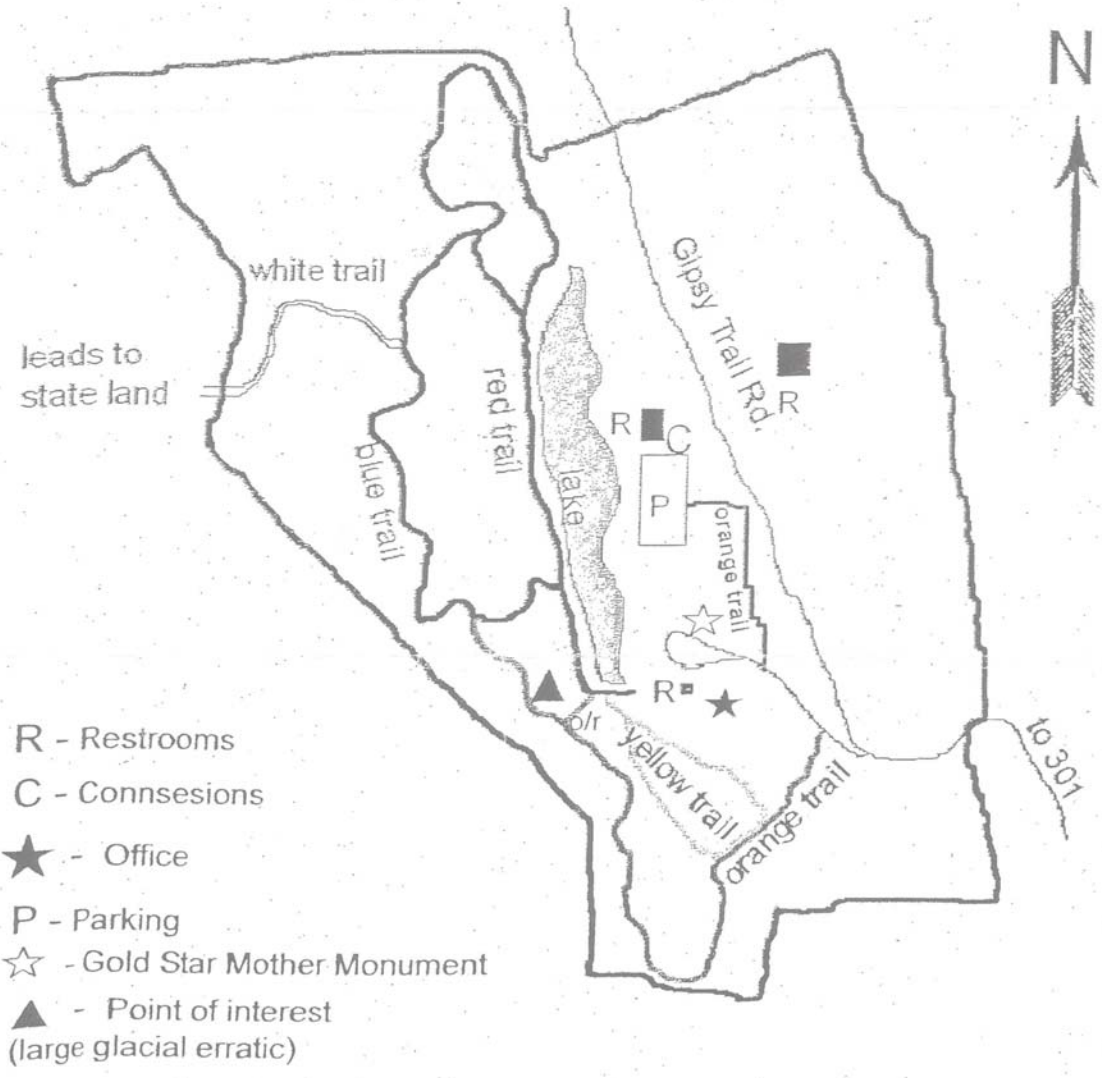 N
white trail
leads to
state land
Gipsy Trail Rd.
R
red trail
R
C
lake
P
blue trail
orange trail
R
o/r
yellow trail
orange trail
to 301
R - Restrooms
C - Connsesions
- Office
P - Parking
- Gold Star Mother Monument
- Point of interest
(large glacial erratic)